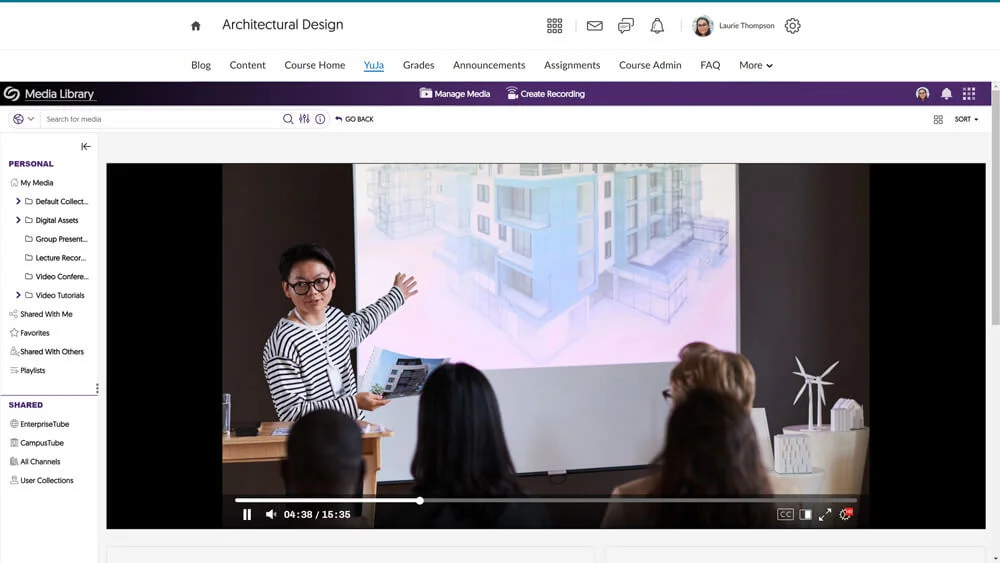 Architectural Design
Laurie Thompson
Blog Content Course Home YuJa Grades Announcements Assignments Course Admin FAQ More
Media Library
Manage Media Create Recording
Search for media
GO BACK
SORT
PERSONAL
My Media
Default Collect...
Digital Assets
Group Present...
Lecture Recor...
Video Confere...
Video Tutorials
Shared With Me
Favorites
Shared With Others
Playlists
SHARED
EnterpriseTube
CampusTube
All Channels
User Collections
04:38 / 15:35
CC
HD